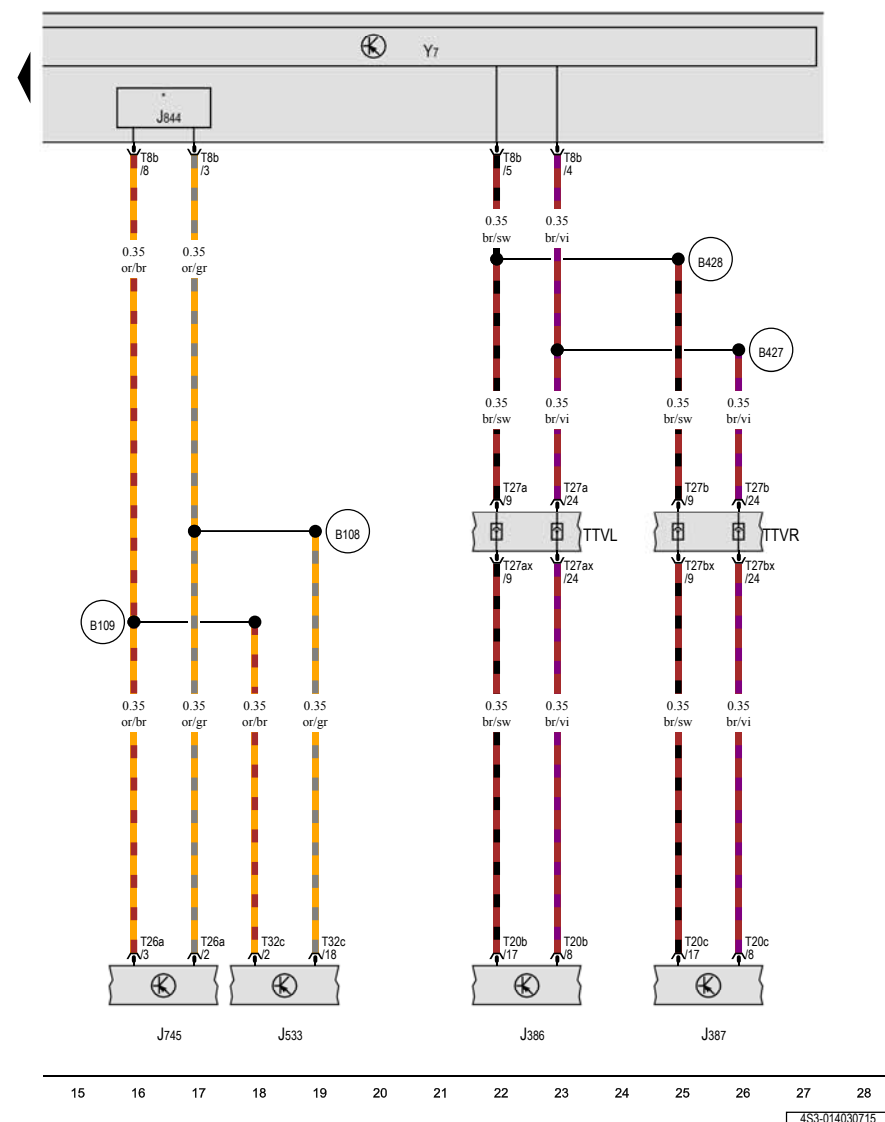 Y7
*
J844
T8b
/8
T8b
/3
T8b
/5
T8b
/4
0.35
br/sw
0.35
br/vi
0.35
or/br
0.35
or/gr
B428
B427
0.35
br/sw
0.35
br/vi
0.35
br/sw
0.35
br/vi
T27a
/9
T27a
/24
T27b
/9
T27b
/24
TTVL
TTVR
B108
T27ax
/9
T27ax
/24
T27bx
/9
T27bx
/24
B109
0.35
or/br
0.35
or/gr
0.35
or/br
0.35
or/gr
0.35
br/sw
0.35
br/vi
0.35
br/sw
0.35
br/vi
T26a
/3
T26a
/2
T32c
/2
T32c
/18
T20b
/17
T20b
/8
T20c
/17
T20c
/8
J745
J533
J386
J387
15 16 17 18 19 20 21 22 23 24 25 26 27 28
4S3-014030715